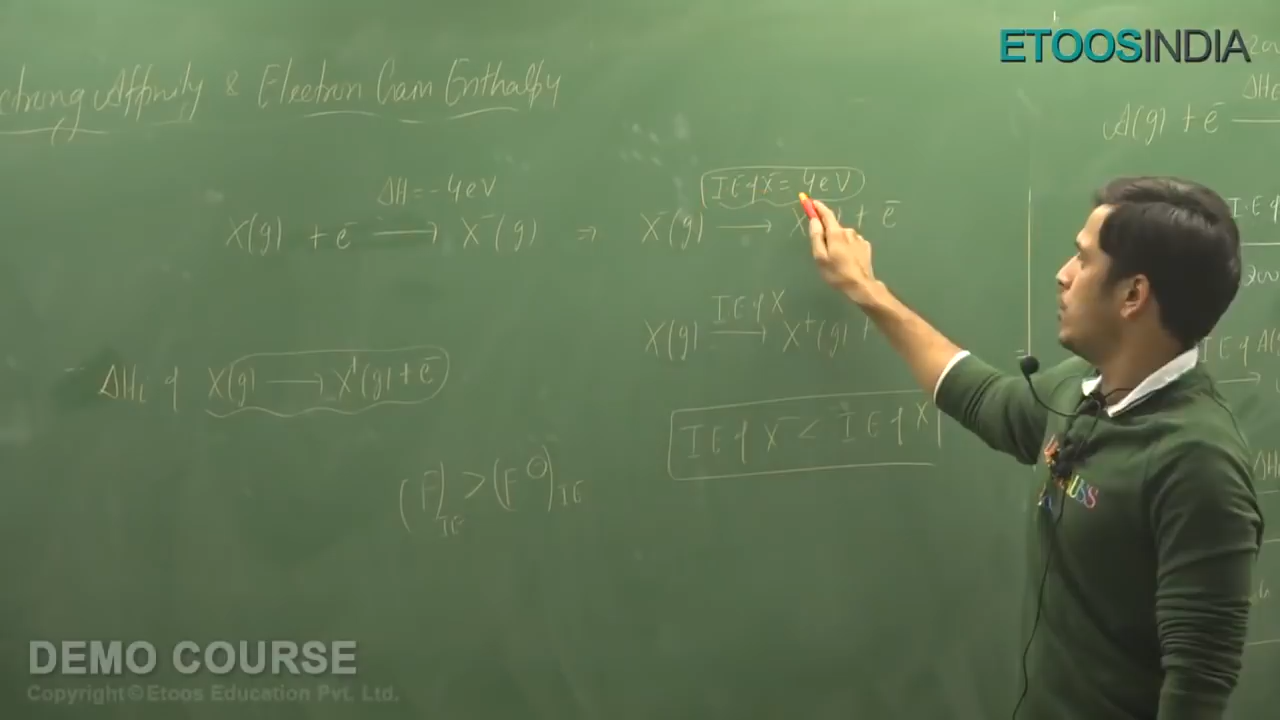 ETOOSINDIA
Affinity & Electron Gain Enthalpy
ΔH = -4eV
X(g) + e⁻ ⟶ X⁻(g) ⇒
IE of X⁻ = 4eV
X⁻(g) ⟶ X + e⁻
IE of X
X(g) ⟶ X⁺(g) +
ΔH of X(g) ⟶ X⁺(g) + e⁻
IE of X⁻ < IE of X
(F)IE > (F⊖)IE
A(g) + e⁻
DEMO COURSE
Copyright © Etoos Education Pvt. Ltd.